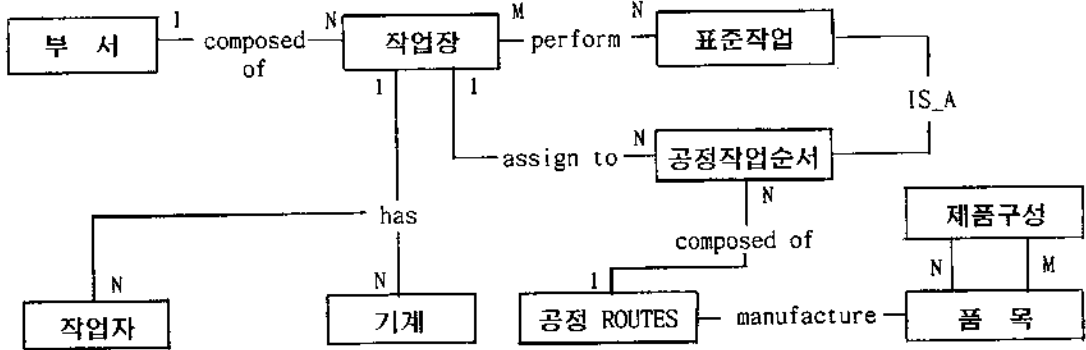 1 N M N
부 서 composed of 작업장 perform 표준작업
1 1
IS_A
assign to N 공정작업순서
N
제품구성
has
composed of
N M
N N 1
작업자 기계 공정 ROUTES manufacture 품 목